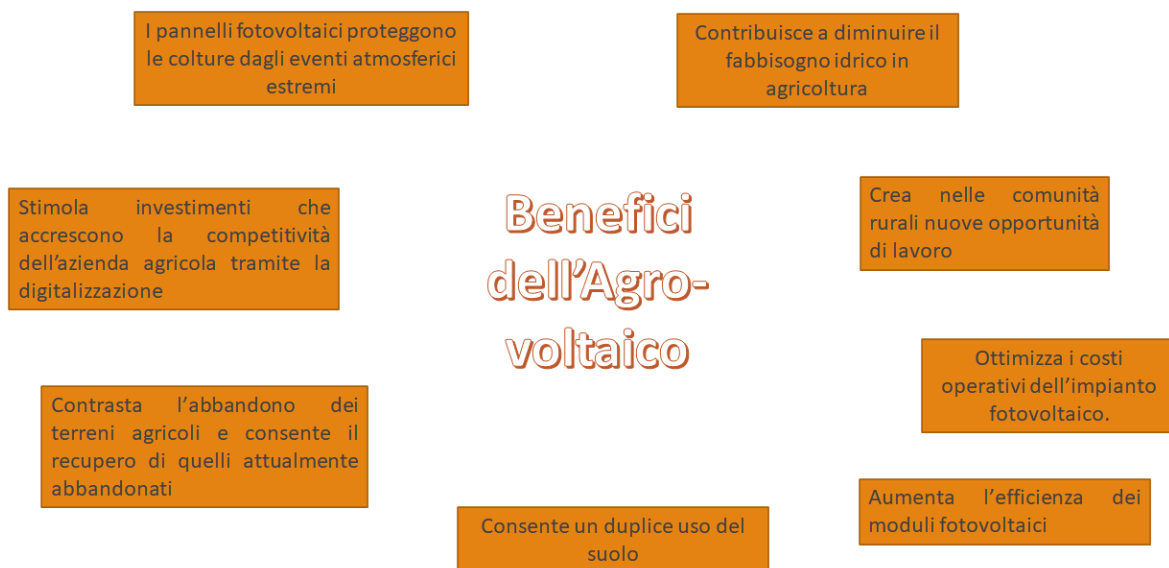 I pannelli fotovoltaici proteggono
le colture dagli eventi atmosferici
estremi
Contribuisce a diminuire il
fabbisogno idrico in
agricoltura
Stimola investimenti che
accrescono la competitività
dell’azienda agricola tramite la
digitalizzazione
Benefici
dell’Agro-
voltaico
Crea nelle comunità
rurali nuove opportunità
di lavoro
Ottimizza i costi
operativi dell’impianto
fotovoltaico.
Contrasta l’abbandono dei
terreni agricoli e consente il
recupero di quelli attualmente
abbandonati
Aumenta l’efficienza dei
moduli fotovoltaici
Consente un duplice uso del
suolo